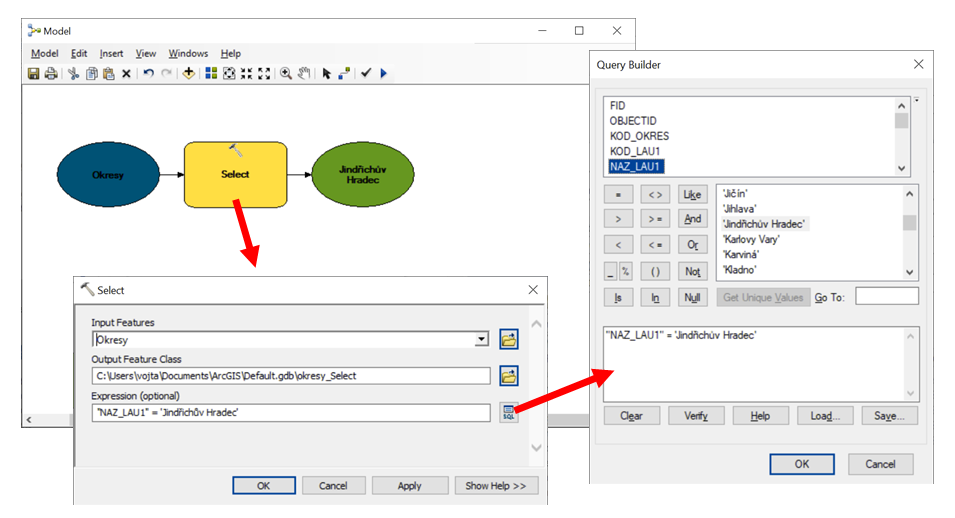 Model
Model Edit Insert View Windows Help
Okresy
Select
Jindřichův
Hradec
Select
Input Features
Okresy
Output Feature Class
C:\Users\vojta\Documents\ArcGIS\Default.gdb\okresy_Select
Expression (optional)
"NAZ_LAU1" = 'Jindřichův Hradec'
SQL
OK Cancel Apply Show Help >>
Query Builder
FID
OBJECTID
KOD_OKRES
KOD_LAU1
NAZ_LAU1
= <> Like
> >= And
< <= Or
_ % () Not
Is In Null
'Jičín'
'Jihlava'
'Jindřichův Hradec'
'Karlovy Vary'
'Karviná'
'Kladno'
Get Unique Values Go To:
"NAZ_LAU1" = 'Jindřichův Hradec'
Clear Verify Help Load... Save...
OK Cancel